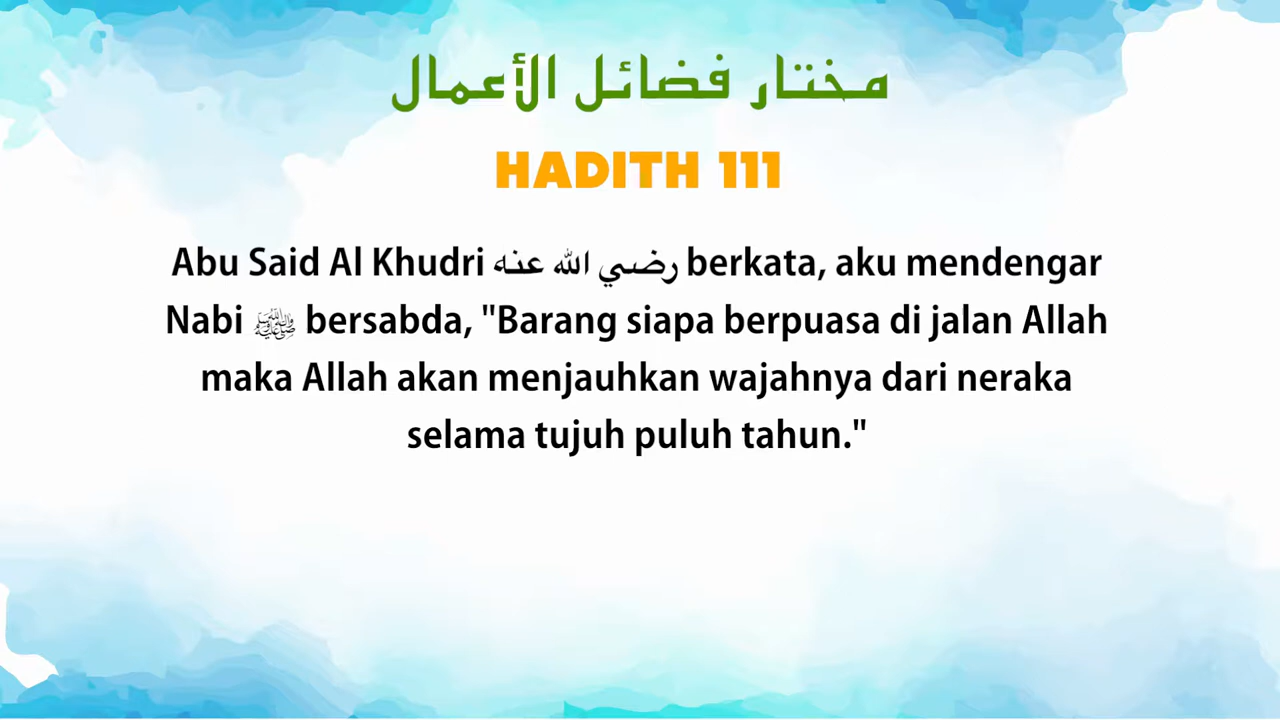 مختار فضائل الأعمال
HADITH 111
Abu Said Al Khudri رضي الله عنه berkata, aku mendengar
Nabi ﷺ bersabda, "Barang siapa berpuasa di jalan Allah
maka Allah akan menjauhkan wajahnya dari neraka
selama tujuh puluh tahun."